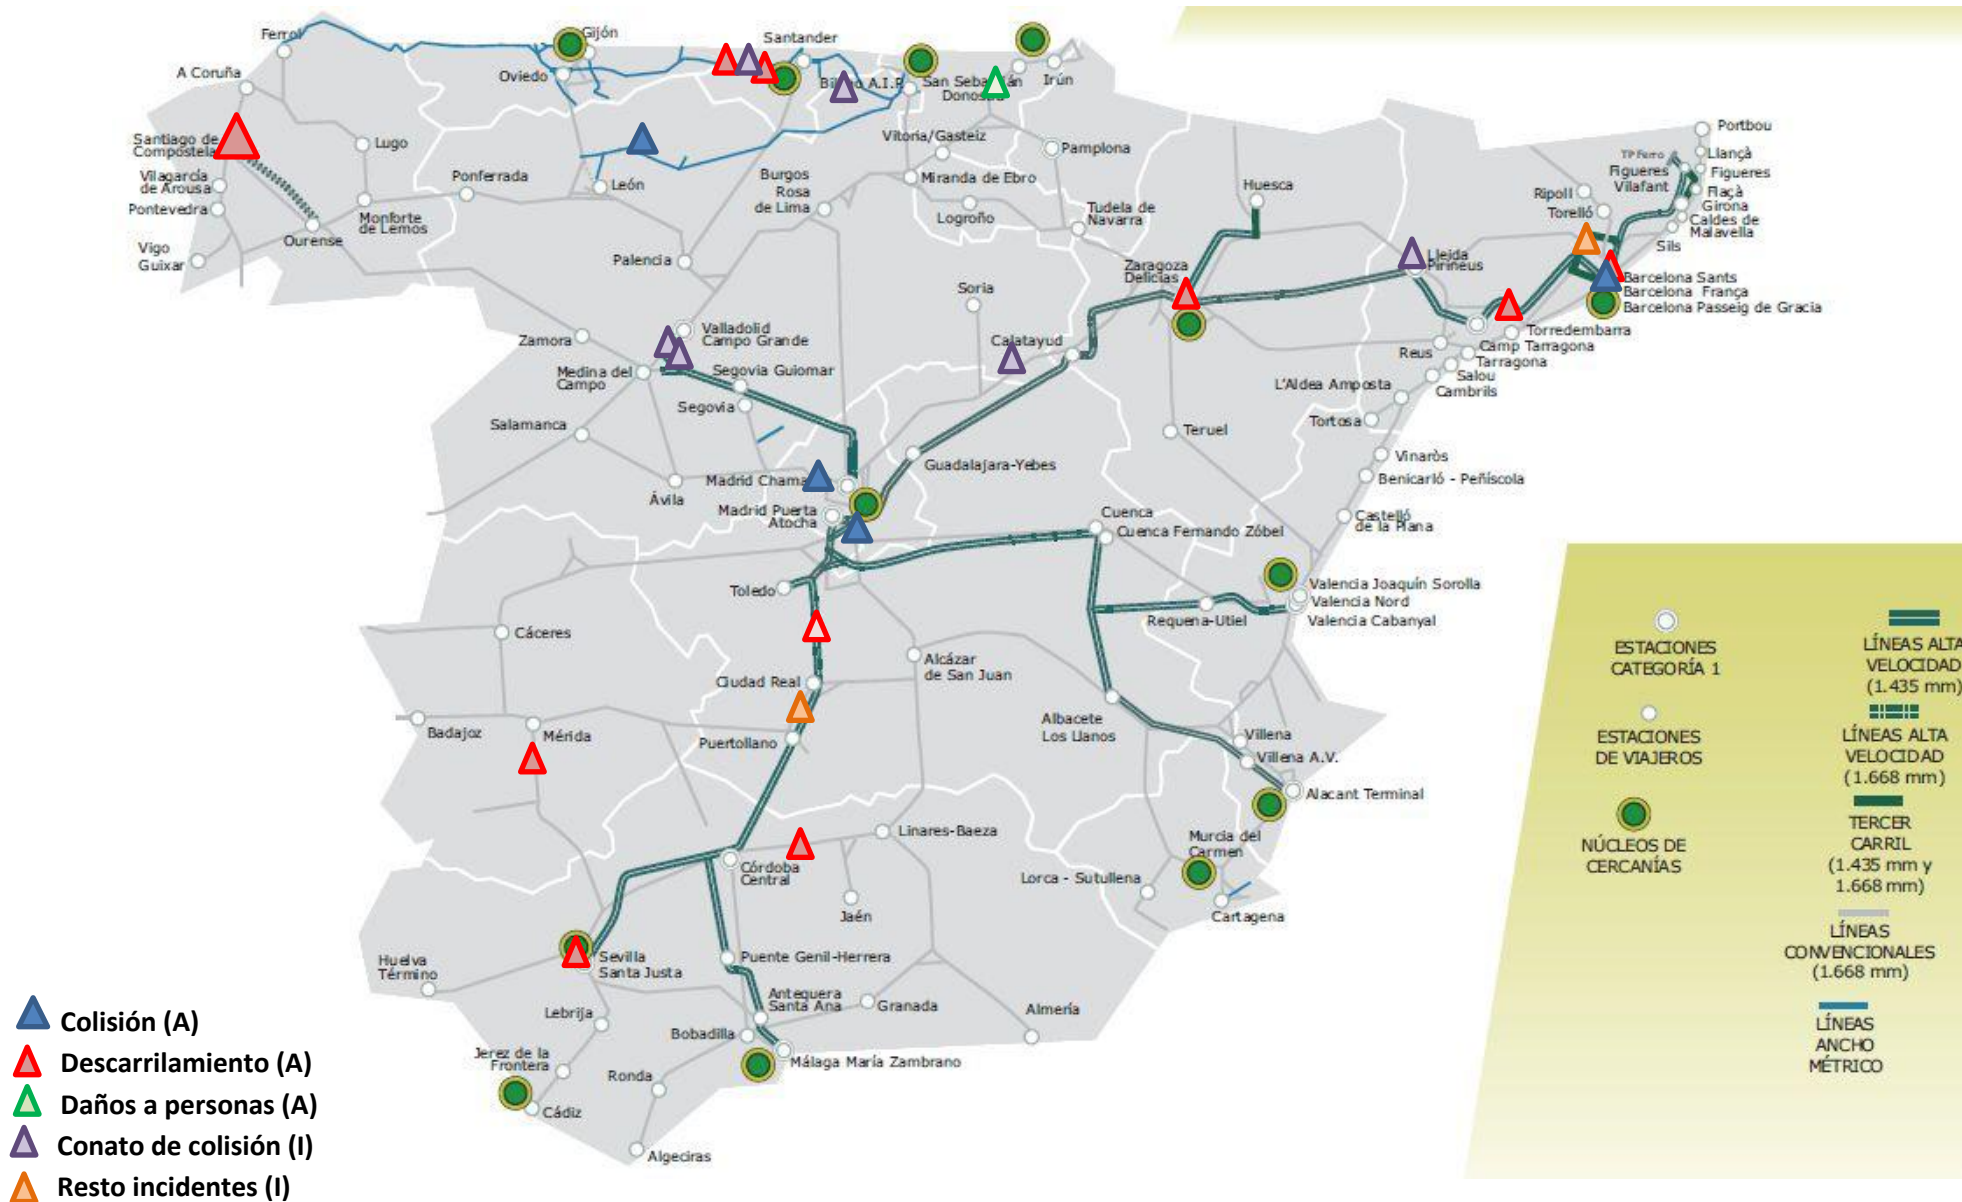 Ferrol
A Coruña
Santiago de
Compostela
Vilagarcía
de Arousa
Pontevedra
Vigo
Guixar
Ourense
Lugo
Monforte
de Lemos
Ponferrada
Gijón
Oviedo
León
Santander
Bilbao A.I.P.
San Sebastián
Donostia
Irún
Vitoria/Gasteiz
Miranda de Ebro
Pamplona
Burgos
Rosa
de Lima
Logroño
Tudela de
Navarra
Palencia
Huesca
Zaragoza
Delicias
Soria
Calatayud
Lleida
Pirineus
Portbou
TP Ferro
Llançà
Figueres
Vilafant
Figueres
Flaçà
Girona
Caldes de
Malavella
Sils
Ripoll
Torelló
Barcelona Sants
Barcelona França
Barcelona Passeig de Gracia
Torredembarra
Camp Tarragona
Tarragona
Reus
Salou
Cambrils
L'Aldea Amposta
Tortosa
Vinaròs
Benicarló - Peñíscola
Castelló
de la Plana
Zamora
Valladolid
Campo Grande
Medina del
Campo
Segovia Guiomar
Segovia
Salamanca
Ávila
Madrid Chama
Madrid Puerta
Atocha
Guadalajara-Yebes
Teruel
Cuenca
Cuenca Fernando Zóbel
Toledo
Valencia Joaquín Sorolla
Valencia Nord
Valencia Cabanyal
Requena-Utiel
Cáceres
Badajoz
Mérida
Ciudad Real
Puertollano
Alcázar
de San Juan
Albacete
Los Llanos
Villena
Villena A.V.
Alacant Terminal
Murcia del
Carmen
Lorca - Sutullena
Cartagena
Linares-Baeza
Córdoba
Central
Jaén
Huelva
Término
Sevilla
Santa Justa
Puente Genil-Herrera
Antequera
Santa Ana
Granada
Almería
Lebrija
Bobadilla
Jerez de la
Frontera
Ronda
Málaga María Zambrano
Cádiz
Algeciras
ESTACIONES
CATEGORÍA 1
ESTACIONES
DE VIAJEROS
NÚCLEOS DE
CERCANÍAS
LÍNEAS ALTA
VELOCIDAD
(1.435 mm)
LÍNEAS ALTA
VELOCIDAD
(1.668 mm)
TERCER
CARRIL
(1.435 mm y
1.668 mm)
LÍNEAS
CONVENCIONALES
(1.668 mm)
LÍNEAS
ANCHO
MÉTRICO
Colisión (A)
Descarrilamiento (A)
Daños a personas (A)
Conato de colisión (I)
Resto incidentes (I)